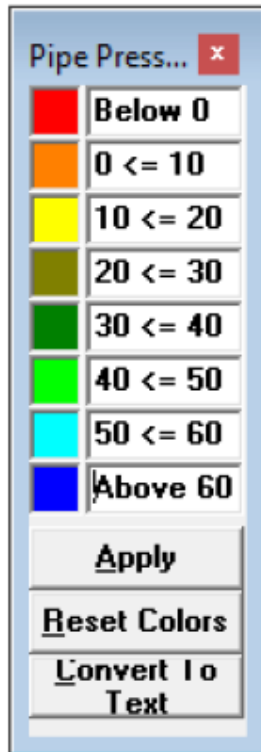 Pipe Press... x
Below 0
0 <= 10
10 <= 20
20 <= 30
30 <= 40
40 <= 50
50 <= 60
Above 60
Apply
Reset Colors
Convert To
Text